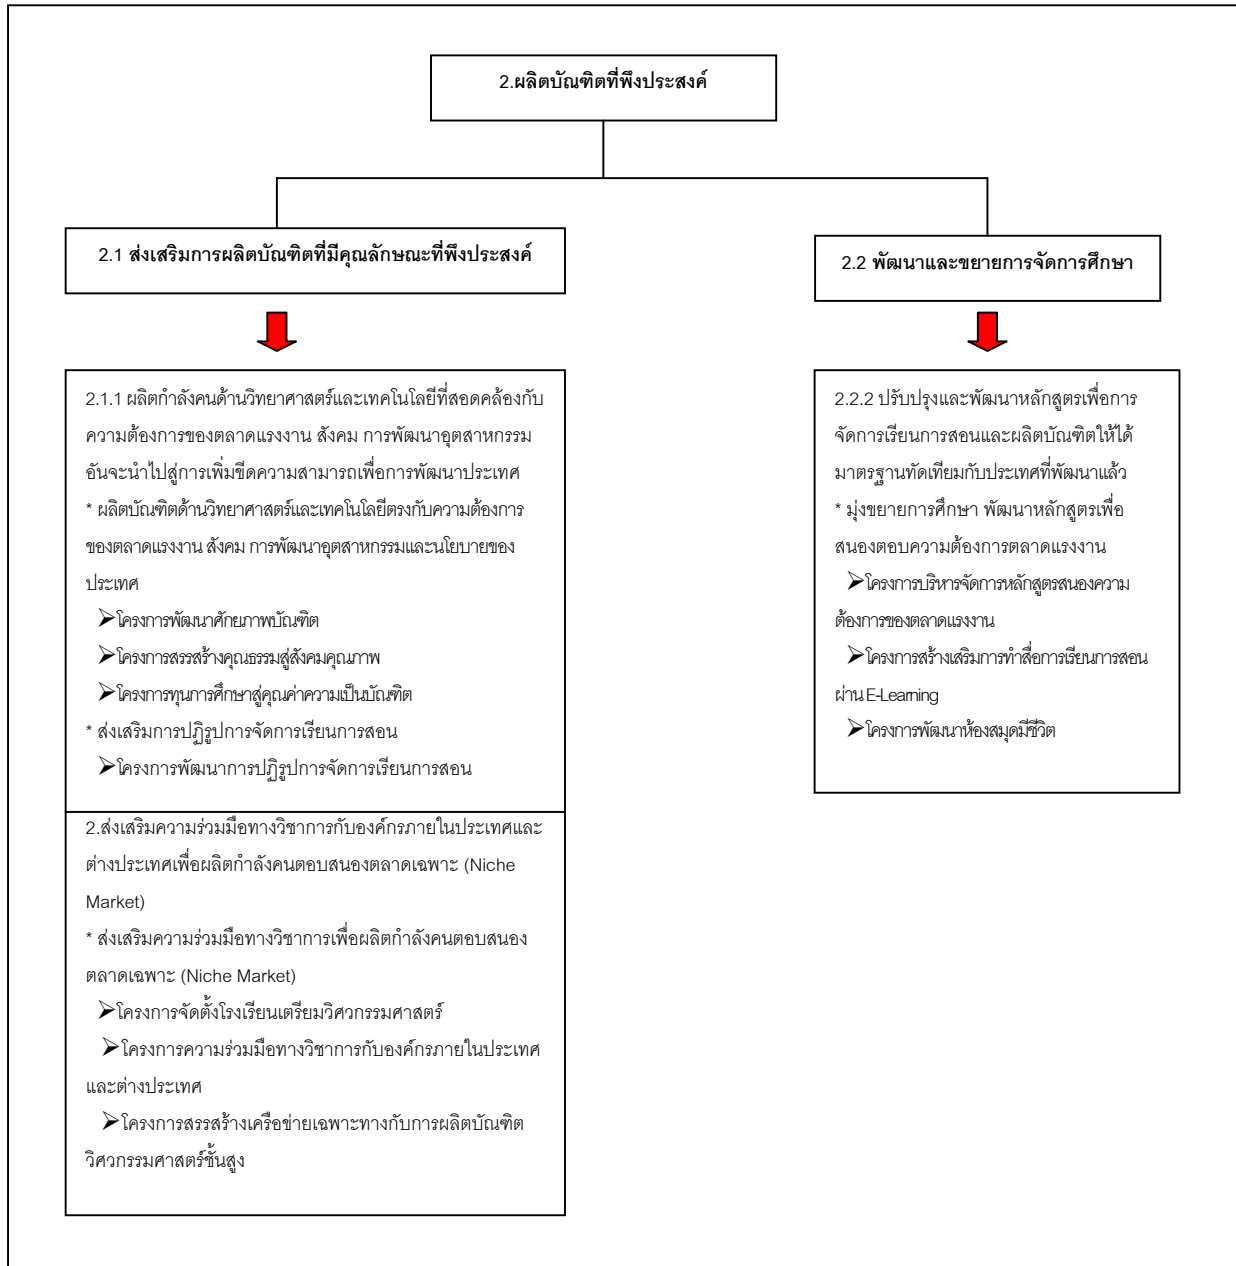 2.ผลิตบัณฑิตที่พึงประสงค์
2.1 ส่งเสริมการผลิตบัณฑิตที่มีคุณลักษณะที่พึงประสงค์
2.1.1 ผลิตกำลังคนด้านวิทยาศาสตร์และเทคโนโลยีที่สอดคล้องกับ
ความต้องการของตลาดแรงงาน สังคม การพัฒนาอุตสาหกรรม
อันจะนำไปสู่การเพิ่มขีดความสามารถเพื่อการพัฒนาประเทศ
* ผลิตบัณฑิตด้านวิทยาศาสตร์และเทคโนโลยีตรงกับความต้องการ
ของตลาดแรงงาน สังคม การพัฒนาอุตสาหกรรมและนโยบายของ
ประเทศ
➢โครงการพัฒนาศักยภาพบัณฑิต
➢โครงการสรรสร้างคุณธรรมสู่สังคมคุณภาพ
➢โครงการทุนการศึกษาสู่คุณค่าความเป็นบัณฑิต
* ส่งเสริมการปฏิรูปการจัดการเรียนการสอน
➢โครงการพัฒนาการปฏิรูปการจัดการเรียนการสอน
2.ส่งเสริมความร่วมมือทางวิชาการกับองค์กรภายในประเทศและ
ต่างประเทศเพื่อผลิตกำลังคนตอบสนองตลาดเฉพาะ (Niche
Market)
* ส่งเสริมความร่วมมือทางวิชาการเพื่อผลิตกำลังคนตอบสนอง
ตลาดเฉพาะ (Niche Market)
➢โครงการจัดตั้งโรงเรียนเตรียมวิศวกรรมศาสตร์
➢โครงการความร่วมมือทางวิชาการกับองค์กรภายในประเทศ
และต่างประเทศ
➢โครงการสรรสร้างเครือข่ายเฉพาะทางกับการผลิตบัณฑิต
วิศวกรรมศาสตร์ชั้นสูง
2.2 พัฒนาและขยายการจัดการศึกษา
2.2.2 ปรับปรุงและพัฒนาหลักสูตรเพื่อการ
จัดการเรียนการสอนและผลิตบัณฑิตให้ได้
มาตรฐานทัดเทียมกับประเทศที่พัฒนาแล้ว
* มุ่งขยายการศึกษา พัฒนาหลักสูตรเพื่อ
สนองตอบความต้องการตลาดแรงงาน
➢โครงการบริหารจัดการหลักสูตรสนองความ
ต้องการของตลาดแรงงาน
➢โครงการสร้างเสริมการทำสื่อการเรียนการสอน
ผ่าน E-Learning
➢โครงการพัฒนาห้องสมุดมีชีวิต